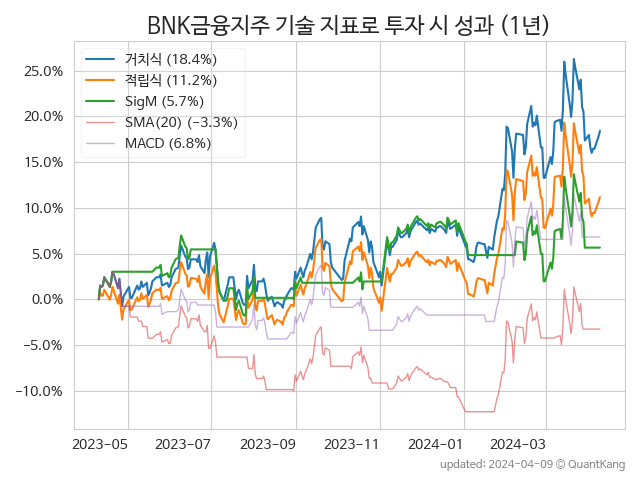 BNK금융지주 기술 지표로 투자 시 성과 (1년)
거치식 (18.4%)
적립식 (11.2%)
SigM (5.7%)
SMA(20) (−3.3%)
MACD (6.8%)
25.0%
20.0%
15.0%
10.0%
5.0%
0.0%
−5.0%
−10.0%
2023-05 2023-07 2023-09 2023-11 2024-01 2024-03
updated: 2024-04-09 ⓒ QuantKang